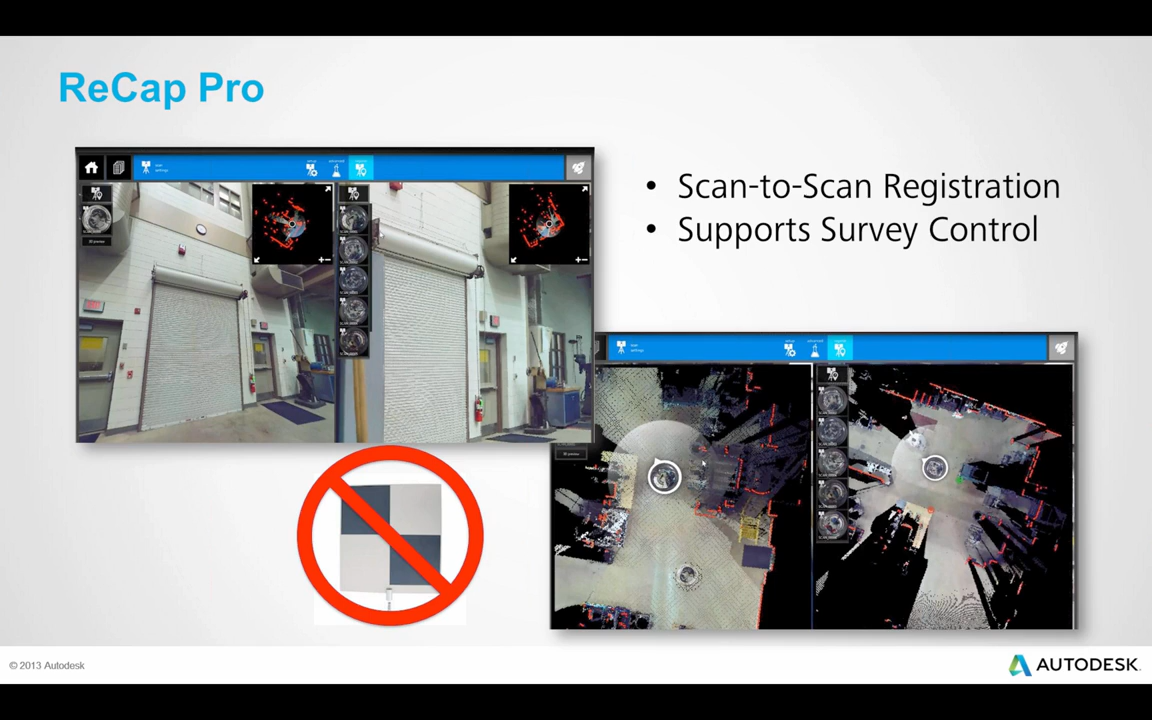 ReCap Pro
• Scan-to-Scan Registration
• Supports Survey Control
© 2013 Autodesk
AUTODESK.